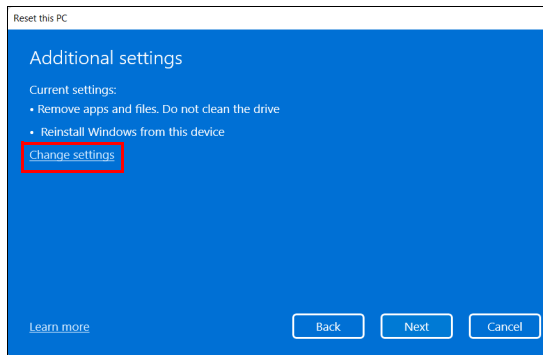 Reset this PC
Additional settings
Current settings:
• Remove apps and files. Do not clean the drive
• Reinstall Windows from this device
Change settings
Learn more
Back
Next
Cancel